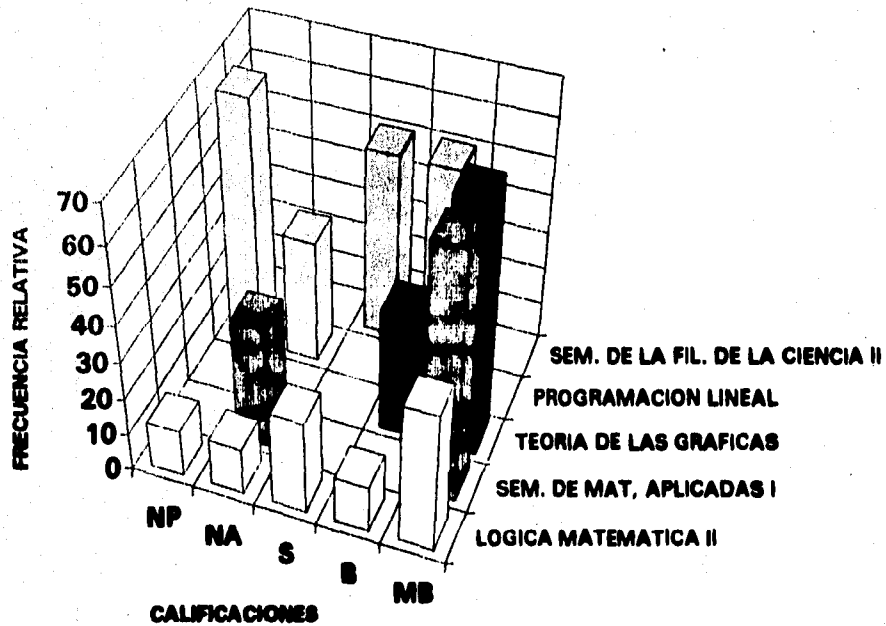 FRECUENCIA RELATIVA
70
60
50
40
30
20
10
0
NP
NA
S
B
MB
CALIFICACIONES
SEM. DE LA FIL. DE LA CIENCIA II
PROGRAMACION LINEAL
TEORIA DE LAS GRAFICAS
SEM. DE MAT, APLICADAS I
LOGICA MATEMATICA II